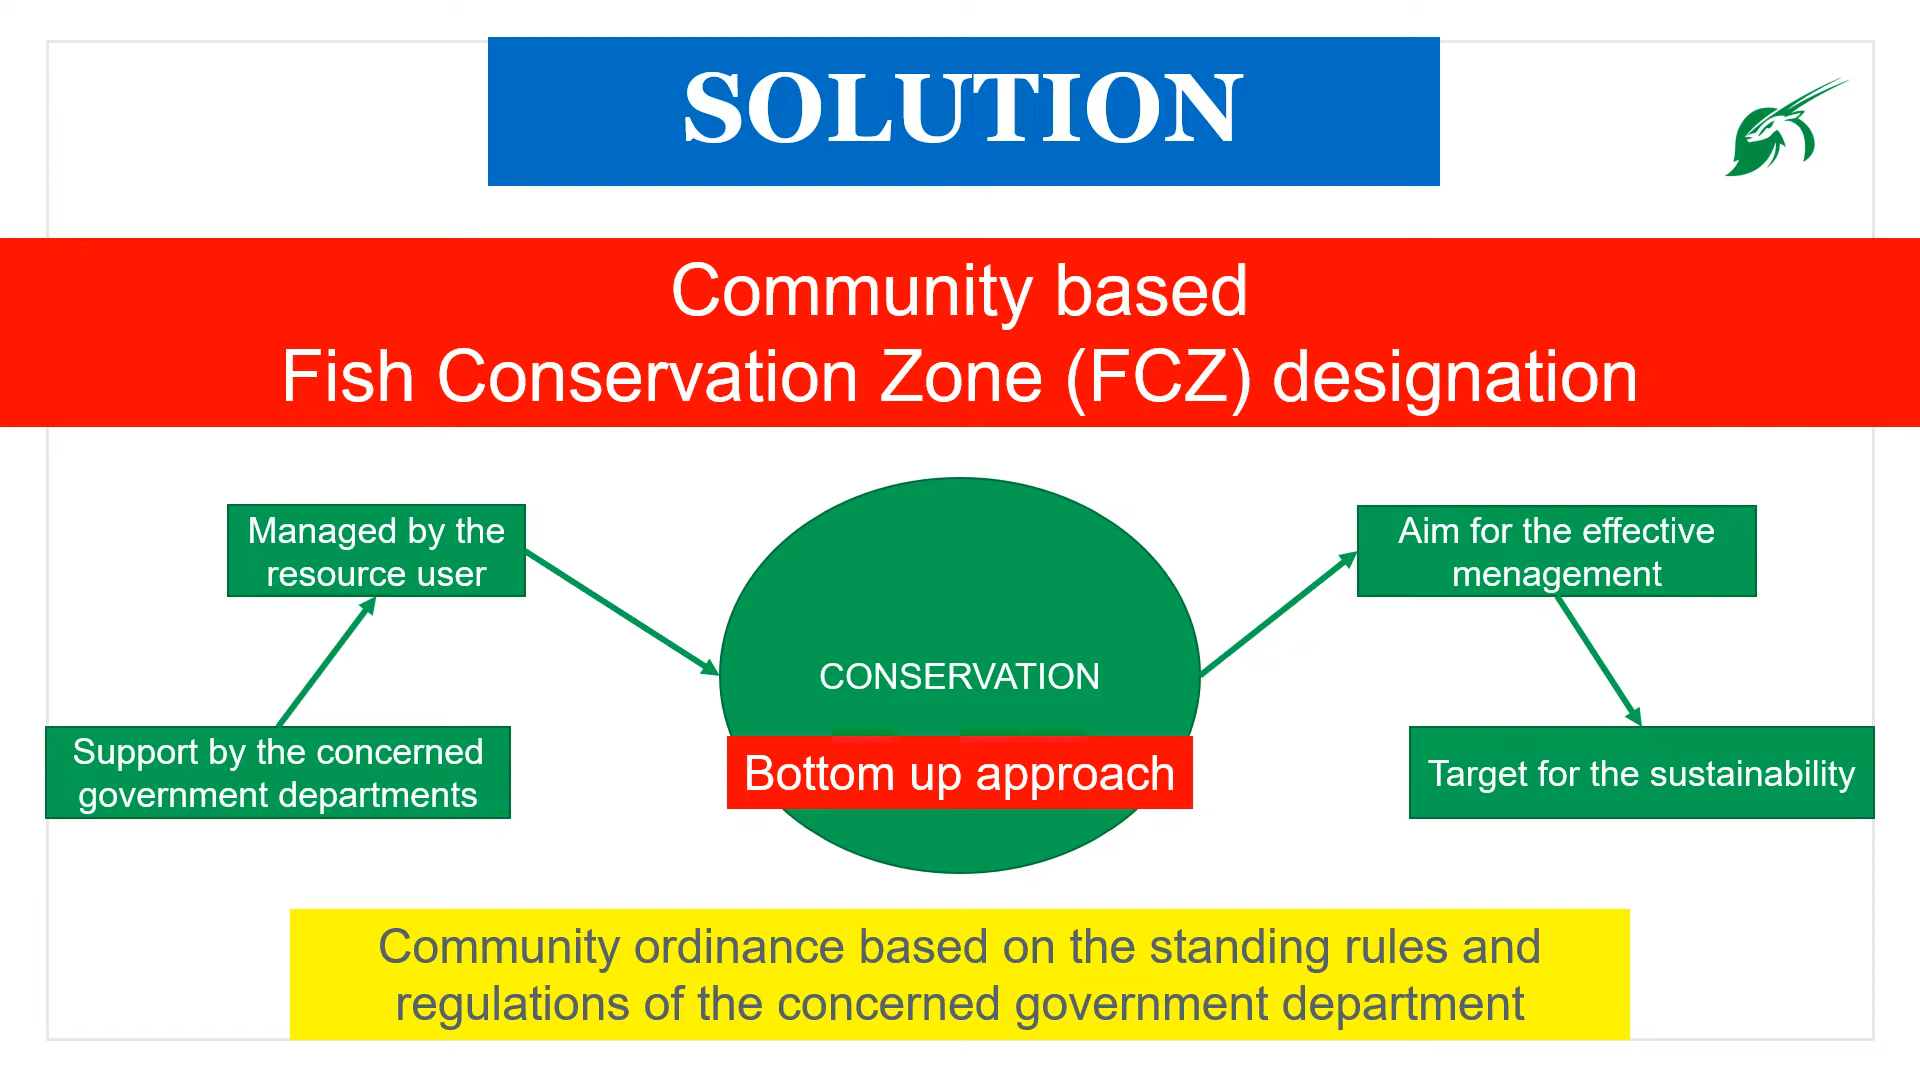 SOLUTION
Community based
Fish Conservation Zone (FCZ) designation
Managed by the
resource user
Support by the concerned
government departments
CONSERVATION
Bottom up approach
Aim for the effective
menagement
Target for the sustainability
Community ordinance based on the standing rules and
regulations of the concerned government department